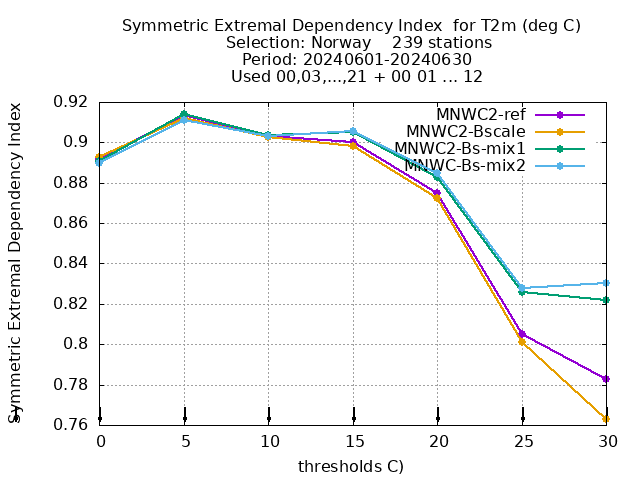 Symmetric Extremal Dependency Index  for T2m (deg C)
Selection: Norway    239 stations
Period: 20240601-20240630
Used 00,03,...,21 + 00 01 ... 12
Symmetric Extremal Dependency Index
0.92
0.9
0.88
0.86
0.84
0.82
0.8
0.78
0.76
MNWC2-ref
MNWC2-Bscale
MNWC2-Bs-mix1
MNWC-Bs-mix2
0 5 10 15 20 25 30
thresholds C)